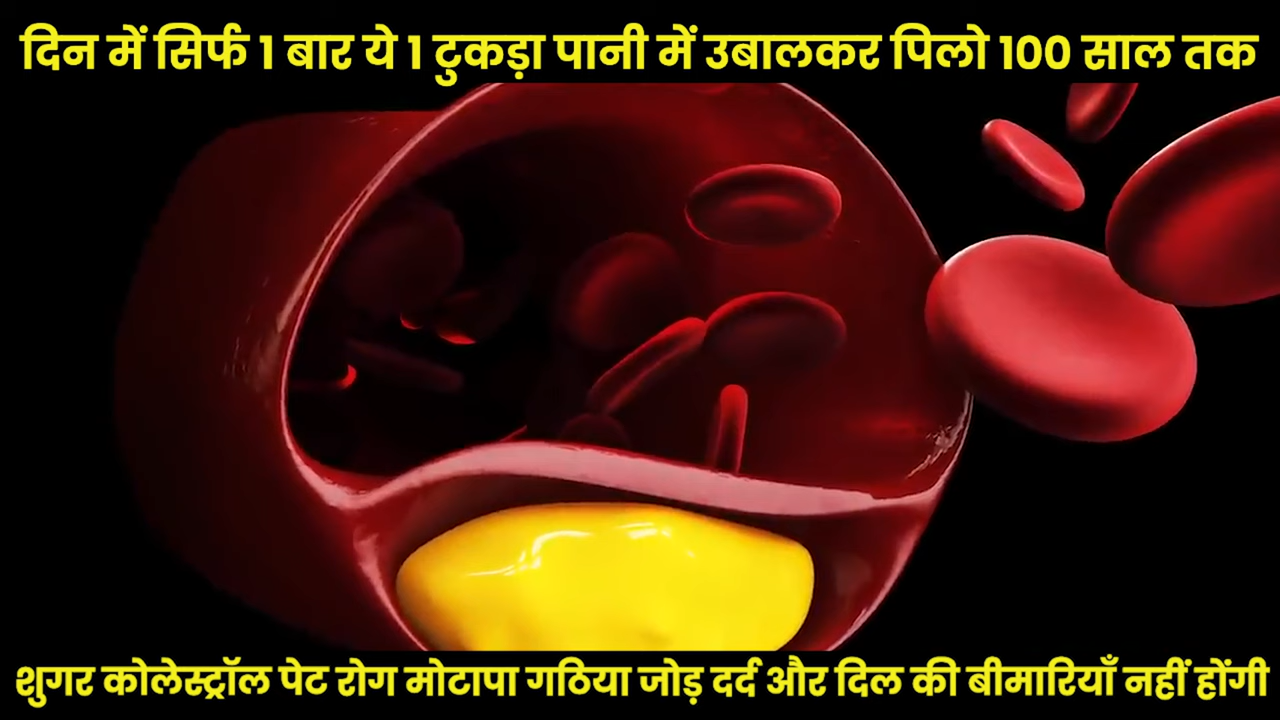 दिन में सिर्फ 1 बार ये 1 टुकड़ा पानी में उबालकर पिलो 100 साल तक
शुगर कोलेस्ट्रॉल पेट रोग मोटापा गठिया जोड़ दर्द और दिल की बीमारियाँ नहीं होंगी